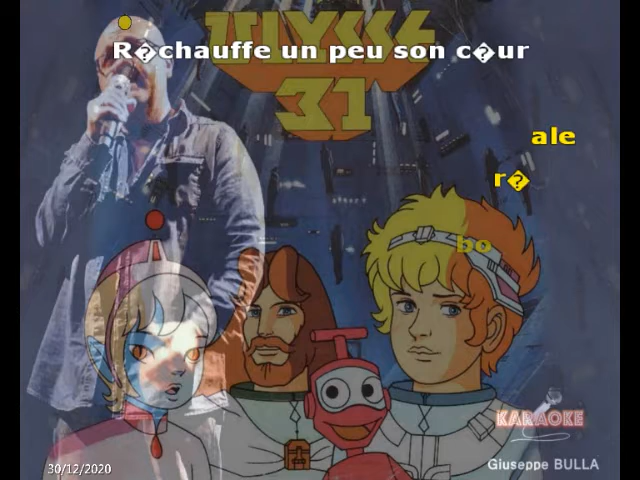 ULYSSE
31
R�chauffe un peu son c�ur
ale
r�
bo
KARAOKE
Giuseppe BULLA
30/12/2020